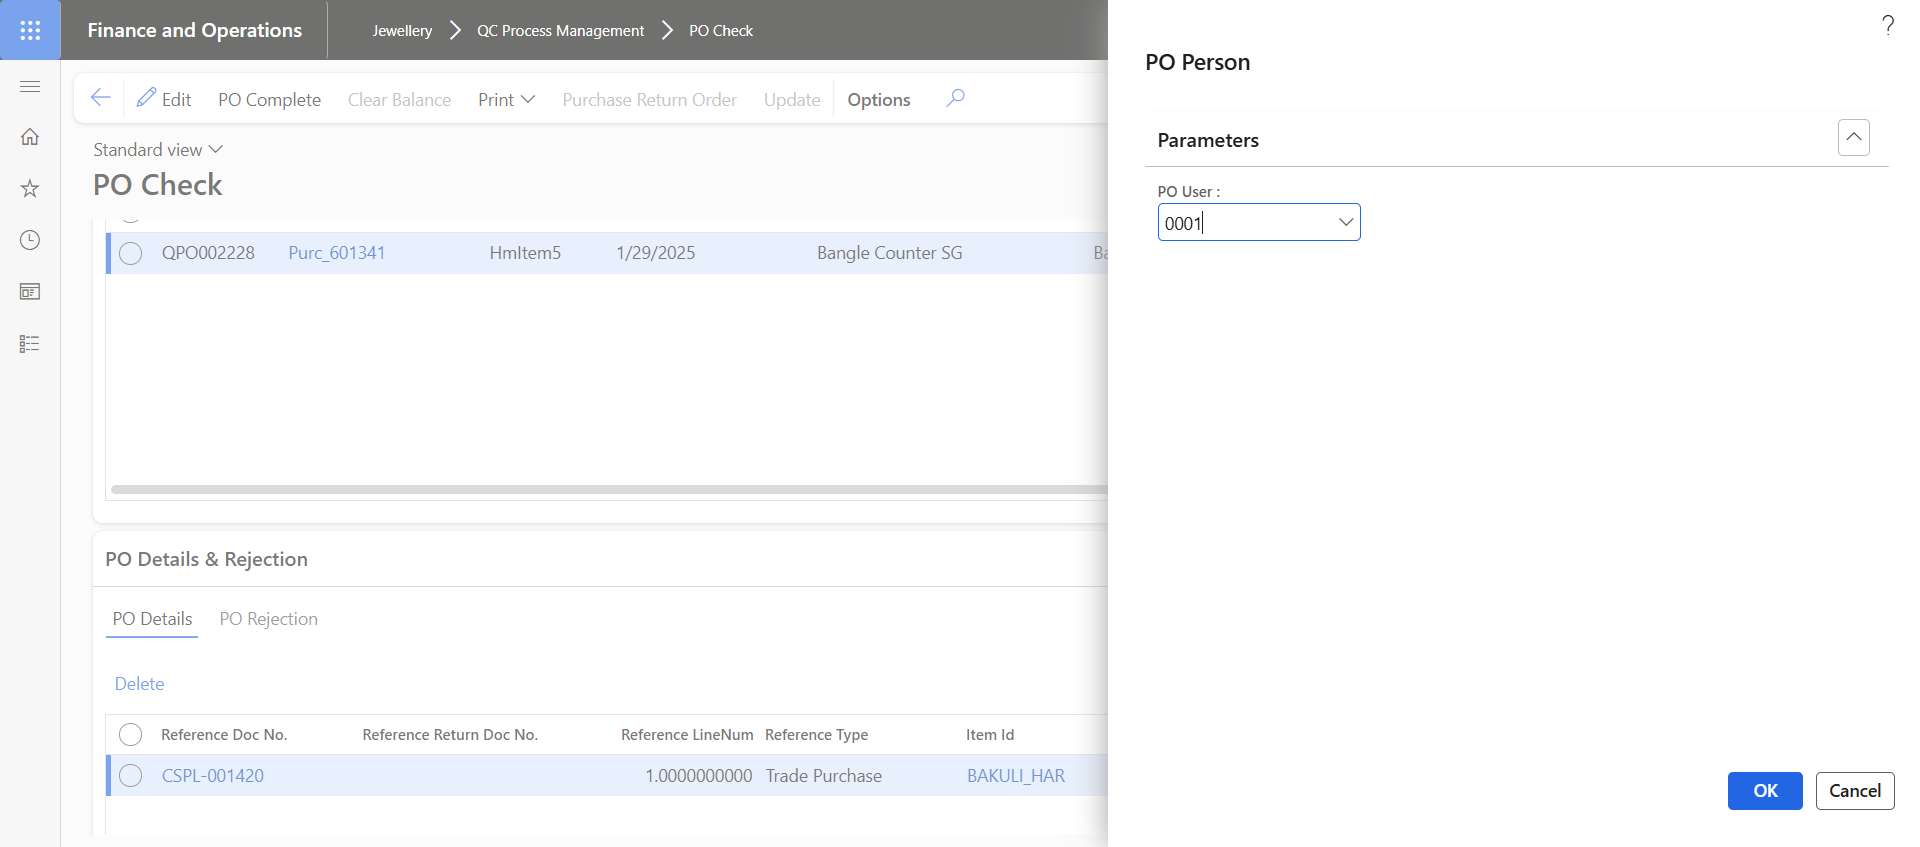 Finance and Operations
Jewellery
QC Process Management
PO Check
?
PO Person
Edit
PO Complete
Clear Balance
Print
Purchase Return Order
Update
Options
Parameters
Standard view
PO Check
PO User :
0001
QPO002228 Purc_601341 HmItem5 1/29/2025 Bangle Counter SG Ba
PO Details & Rejection
PO Details PO Rejection
Delete
Reference Doc No. Reference Return Doc No. Reference LineNum Reference Type Item Id
CSPL-001420 1.0000000000 Trade Purchase BAKULI_HAR
OK Cancel